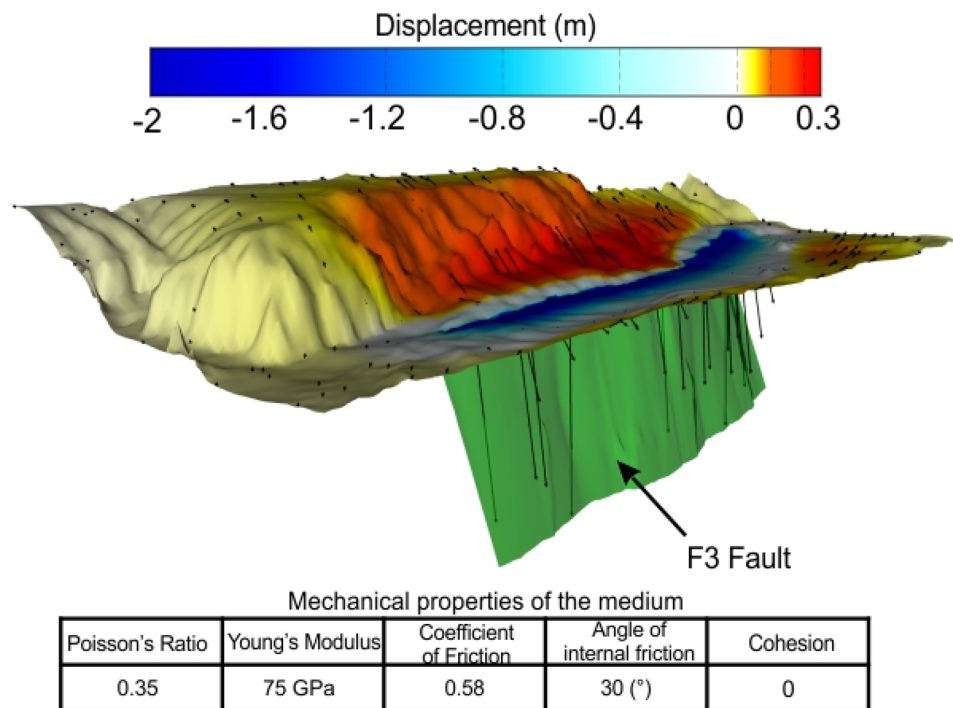 Displacement (m)
-2 -1.6 -1.2 -0.8 -0.4 0 0.3
F3 Fault
Mechanical properties of the medium
Poisson's Ratio Young's Modulus Coefficient of Friction Angle of internal friction Cohesion
0.35 75 GPa 0.58 30 (°) 0